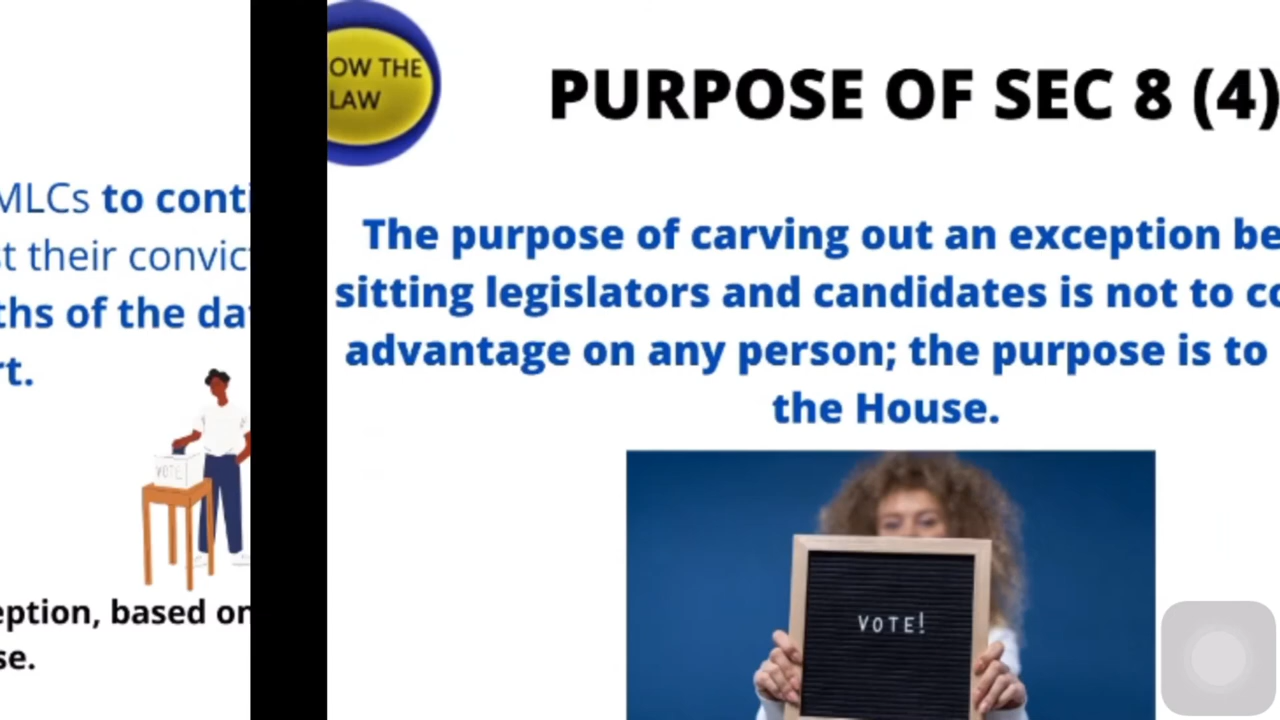 MLCs to conti
st their convic
ths of the da
rt.
VOTE!
eption, based on
se.
OW THE
LAW
PURPOSE OF SEC 8 (4)
The purpose of carving out an exception be
sitting legislators and candidates is not to co
advantage on any person; the purpose is to
the House.
VOTE!